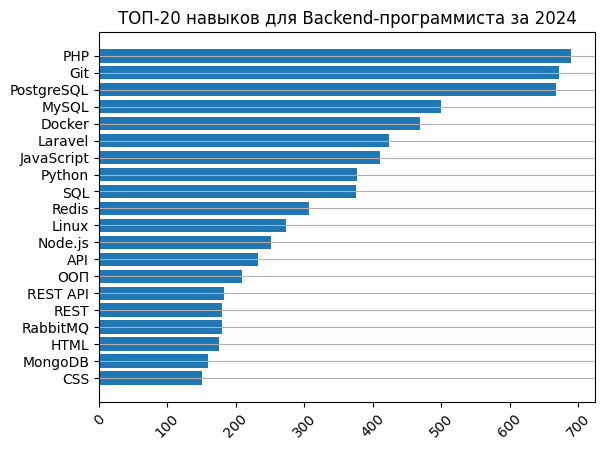 ТОП-20 навыков для Backend-программиста за 2024
PHP
Git
PostgreSQL
MySQL
Docker
Laravel
JavaScript
Python
SQL
Redis
Linux
Node.js
API
ООП
REST API
REST
RabbitMQ
HTML
MongoDB
CSS
0
100
200
300
400
500
600
700